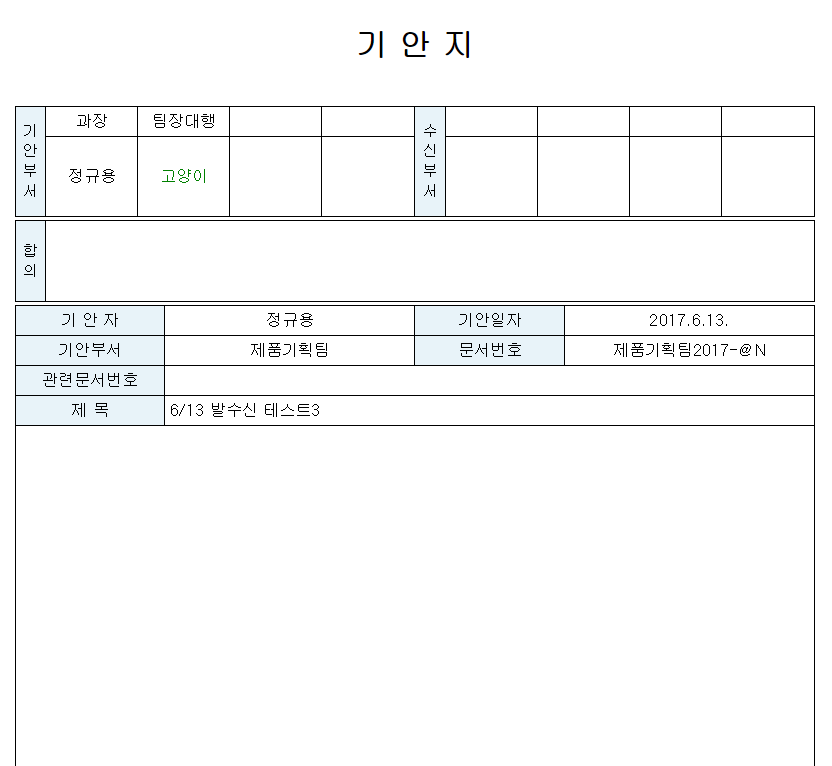 기 안 지
기안부서
과장 팀장대행
정규용 고양이
수신부서
합의
기 안 자 정규용 기안일자 2017.6.13.
기안부서 제품기획팀 문서번호 제품기획팀2017-@N
관련문서번호
제 목 6/13 발수신 테스트3